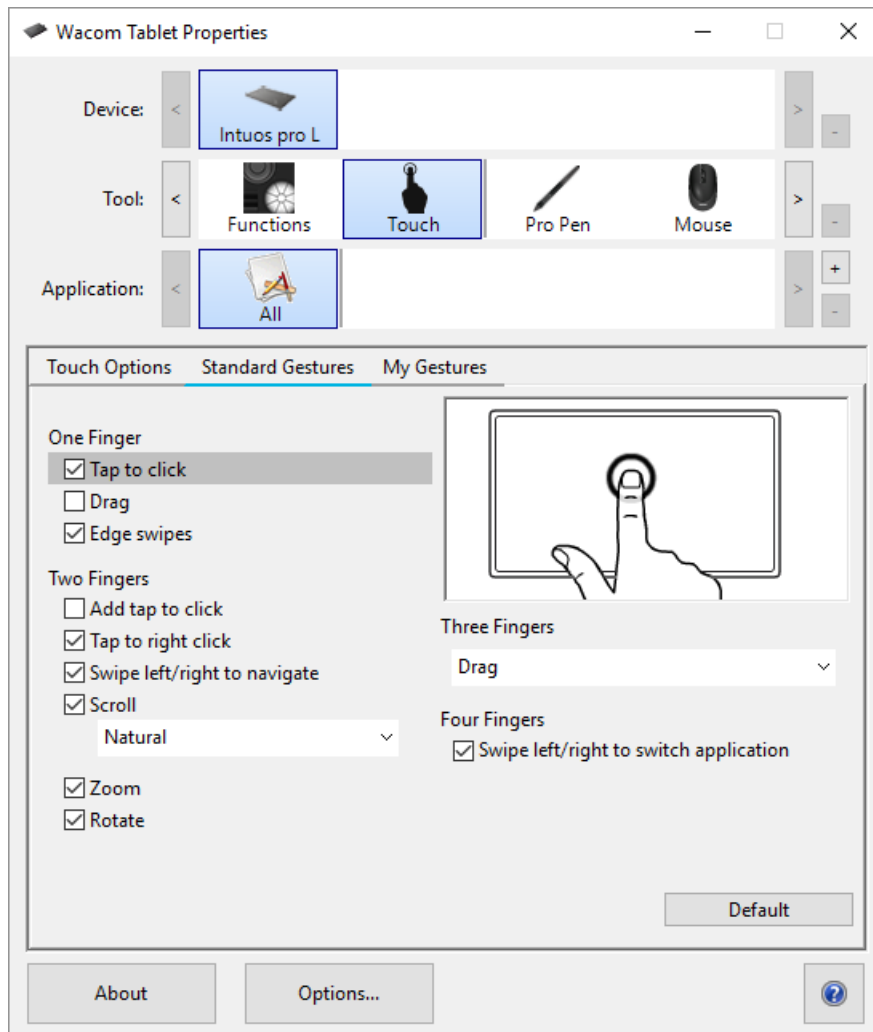 Wacom Tablet Properties
Device:
<
Intuos pro L
>
-
Tool:
<
Functions
Touch
Pro Pen
Mouse
>
-
Application:
<
All
>
+
-
Touch Options Standard Gestures My Gestures
One Finger
Tap to click
Drag
Edge swipes
Two Fingers
Add tap to click
Tap to right click
Swipe left/right to navigate
Scroll
Natural
Zoom
Rotate
Three Fingers
Drag
Four Fingers
Swipe left/right to switch application
Default
About
Options...
?